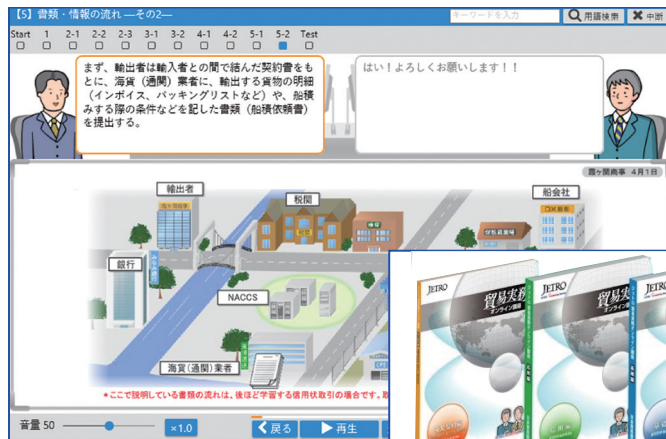 【5】書類・情報の流れ ―その2―
キーワードを入力
用語検索
中断
Start 1 2-1 2-2 2-3 3-1 3-2 4-1 4-2 5-1 5-2 Test
まず、輸出者は輸入者との間で結んだ契約書をも
とに、海貨（通関）業者に、輸出する貨物の明細
（インボイス、パッキングリストなど）や、船積
みする際の条件などを記した書類（船積依頼書）
を提出する。
はい！よろしくお願いします！！
霞ヶ関商事 4月1日
輸出者
税関
船会社
銀行
NACCS
海貨（通関）業者
＊ここで説明している書類の流れは、後ほど学習する信用状取引の場合です。
音量 50
×1.0
戻る
再生
JETRO
貿易実務
オンライン講座
JETRO
貿易実
オンライン講座
JETRO